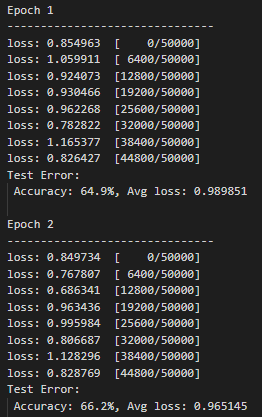 Epoch 1
-------------------------------
loss: 0.854963  [    0/50000]
loss: 1.059911  [ 6400/50000]
loss: 0.924073  [12800/50000]
loss: 0.930466  [19200/50000]
loss: 0.962268  [25600/50000]
loss: 0.782822  [32000/50000]
loss: 1.165377  [38400/50000]
loss: 0.826427  [44800/50000]
Test Error:
 Accuracy: 64.9%, Avg loss: 0.989851

Epoch 2
-------------------------------
loss: 0.849734  [    0/50000]
loss: 0.767807  [ 6400/50000]
loss: 0.686341  [12800/50000]
loss: 0.963436  [19200/50000]
loss: 0.995984  [25600/50000]
loss: 0.806687  [32000/50000]
loss: 1.128296  [38400/50000]
loss: 0.828769  [44800/50000]
Test Error:
 Accuracy: 66.2%, Avg loss: 0.965145